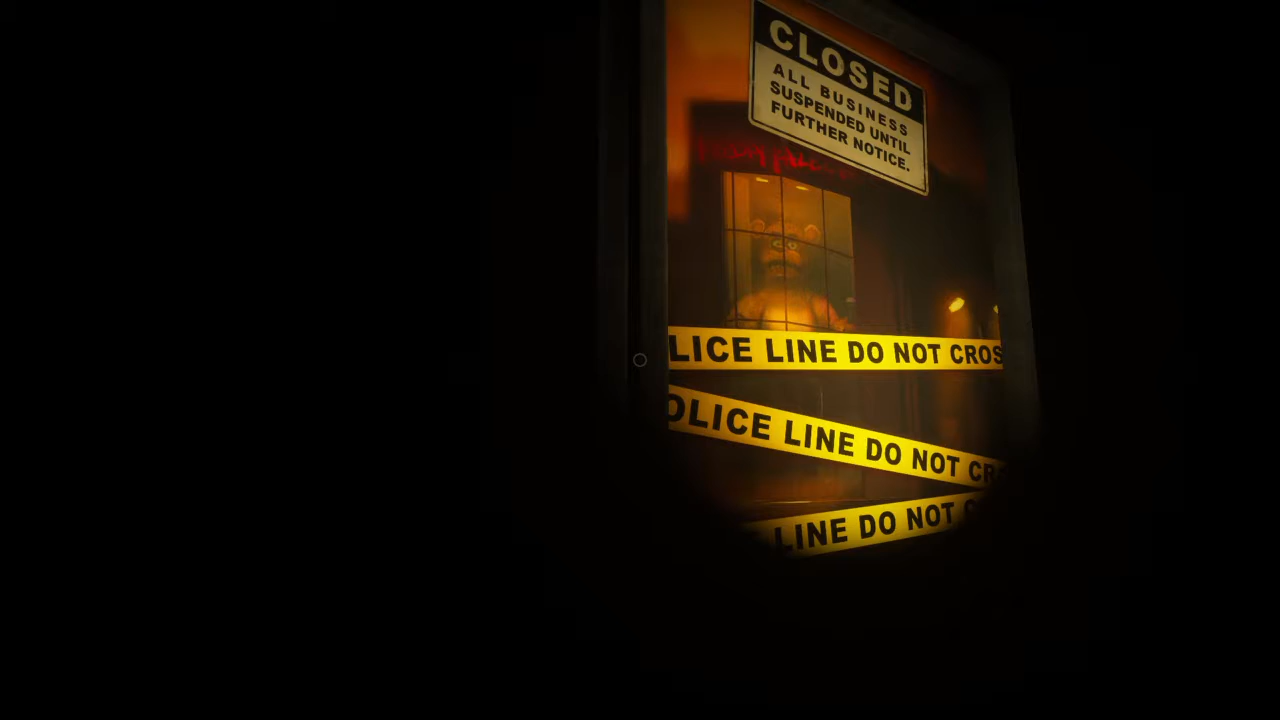 CLOSED
ALL BUSINESS
SUSPENDED UNTIL
FURTHER NOTICE.
LICE LINE DO NOT CROS
OLICE LINE DO NOT CR
LINE DO NOT C